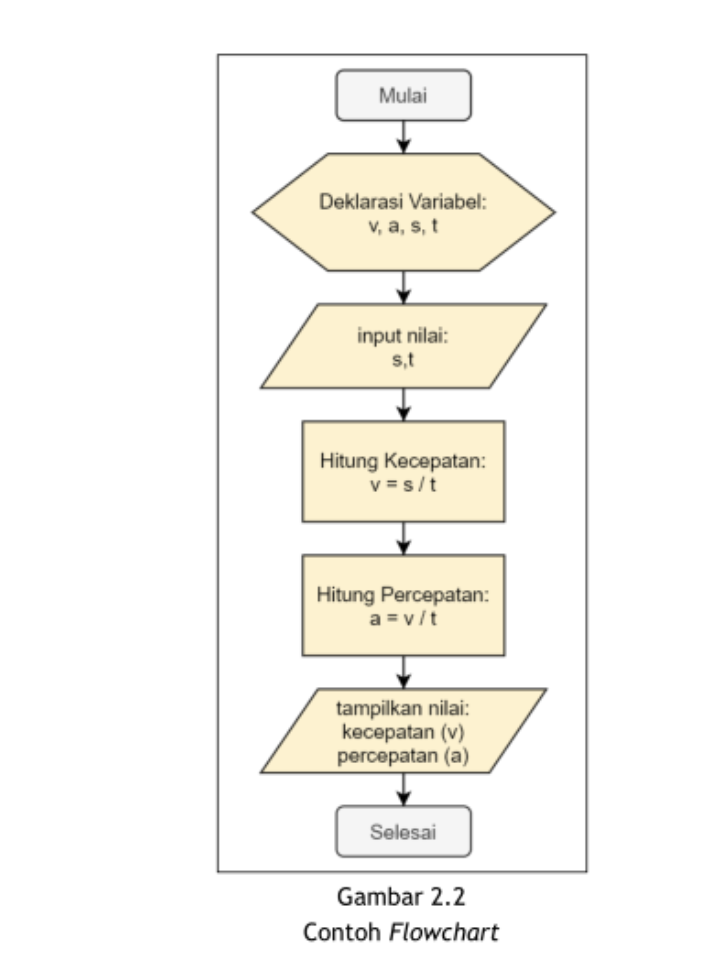 Mulai
Deklarasi Variabel:
v, a, s, t
input nilai:
s,t
Hitung Kecepatan:
v = s / t
Hitung Percepatan:
a = v / t
tampilkan nilai:
kecepatan (v)
percepatan (a)
Selesai
Gambar 2.2
Contoh Flowchart